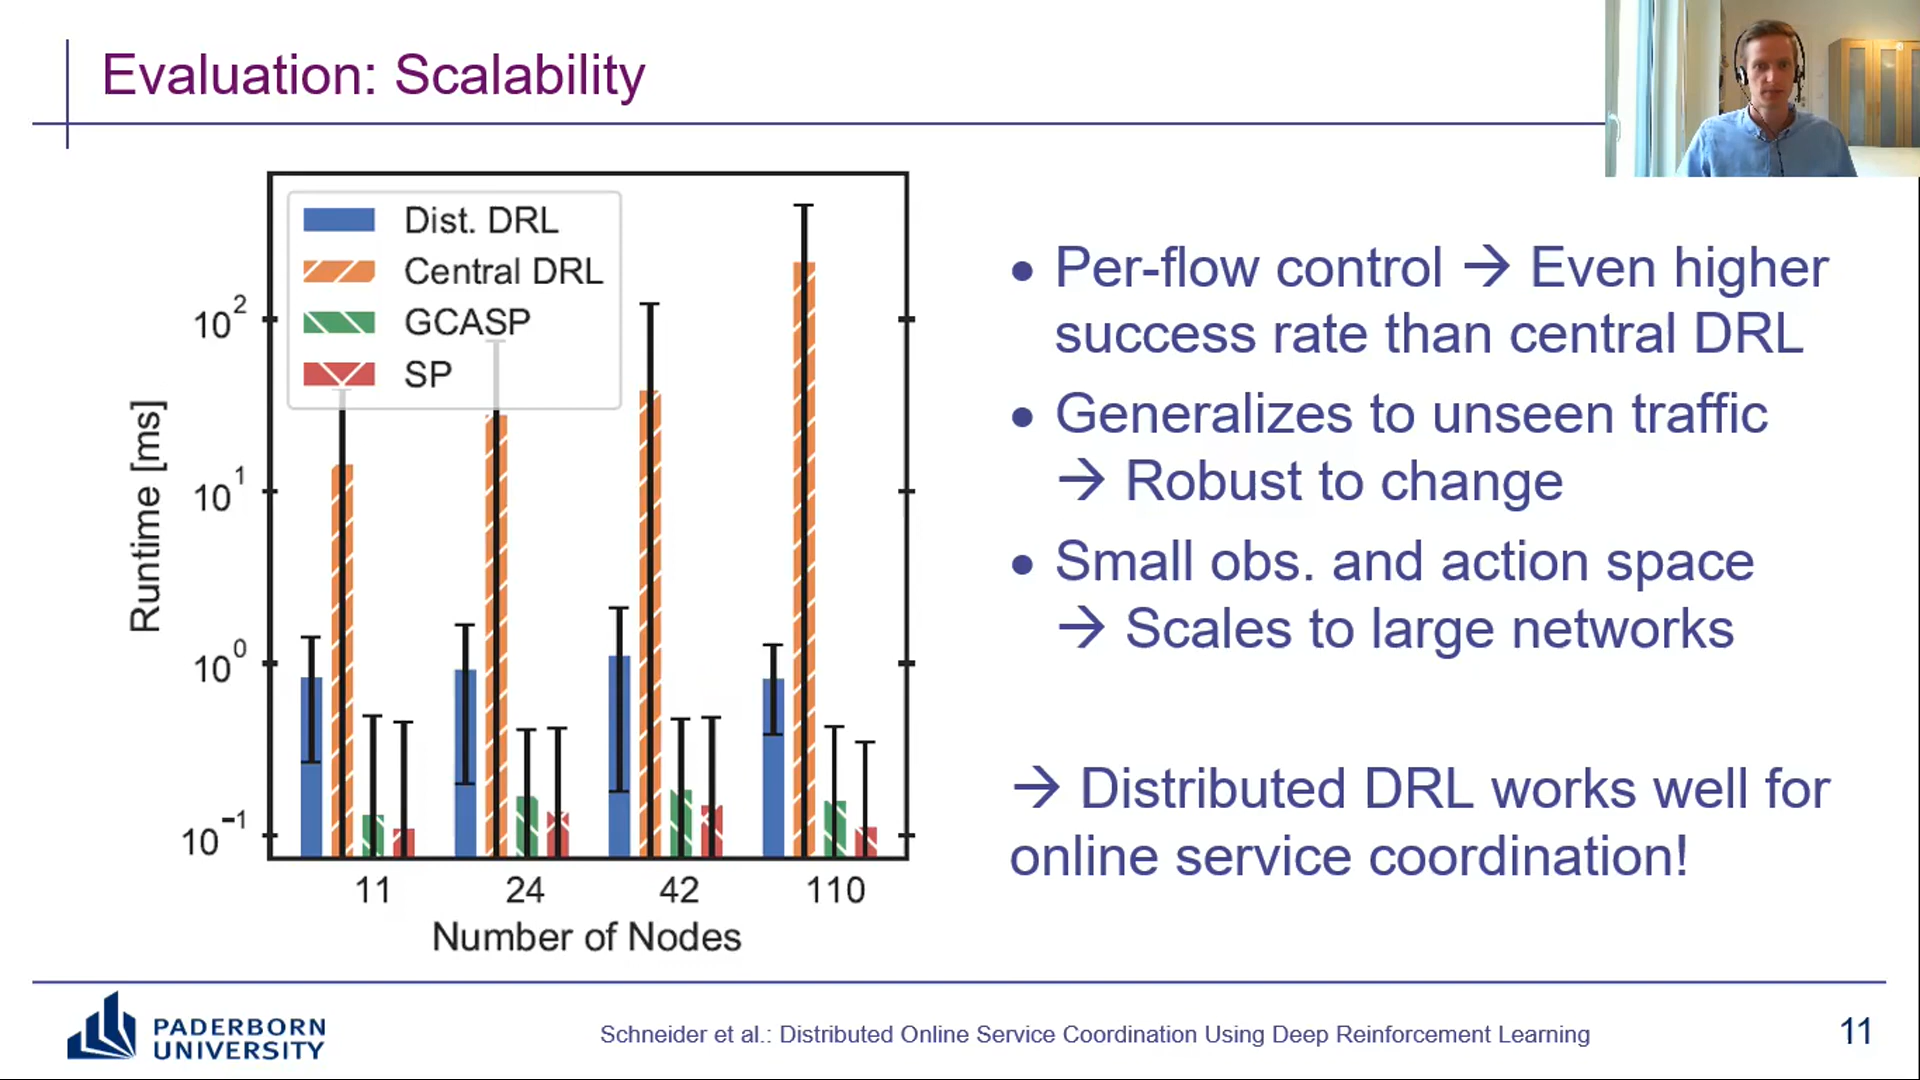 Evaluation: Scalability
Dist. DRL
Central DRL
GCASP
SP
10²
10¹
10⁰
10⁻¹
Runtime [ms]
11 24 42 110
Number of Nodes
• Per-flow control → Even higher
success rate than central DRL
• Generalizes to unseen traffic
→ Robust to change
• Small obs. and action space
→ Scales to large networks
→ Distributed DRL works well for
online service coordination!
PADERBORN
UNIVERSITY
Schneider et al.: Distributed Online Service Coordination Using Deep Reinforcement Learning
11